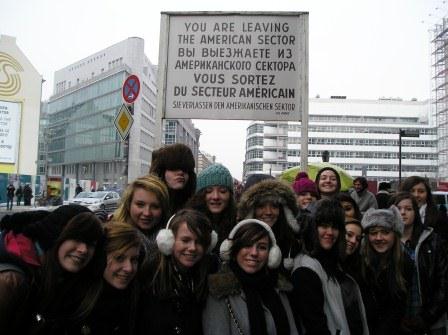 YOU ARE LEAVING
THE AMERICAN SECTOR
ВЫ ВЫЕЗЖАЕТЕ ИЗ
АМЕРИКАНСКОГО СЕКТОРА
VOUS SORTEZ
DU SECTEUR AMÉRICAIN
SIE VERLASSEN DEN AMERIKANISCHEN SEKTOR